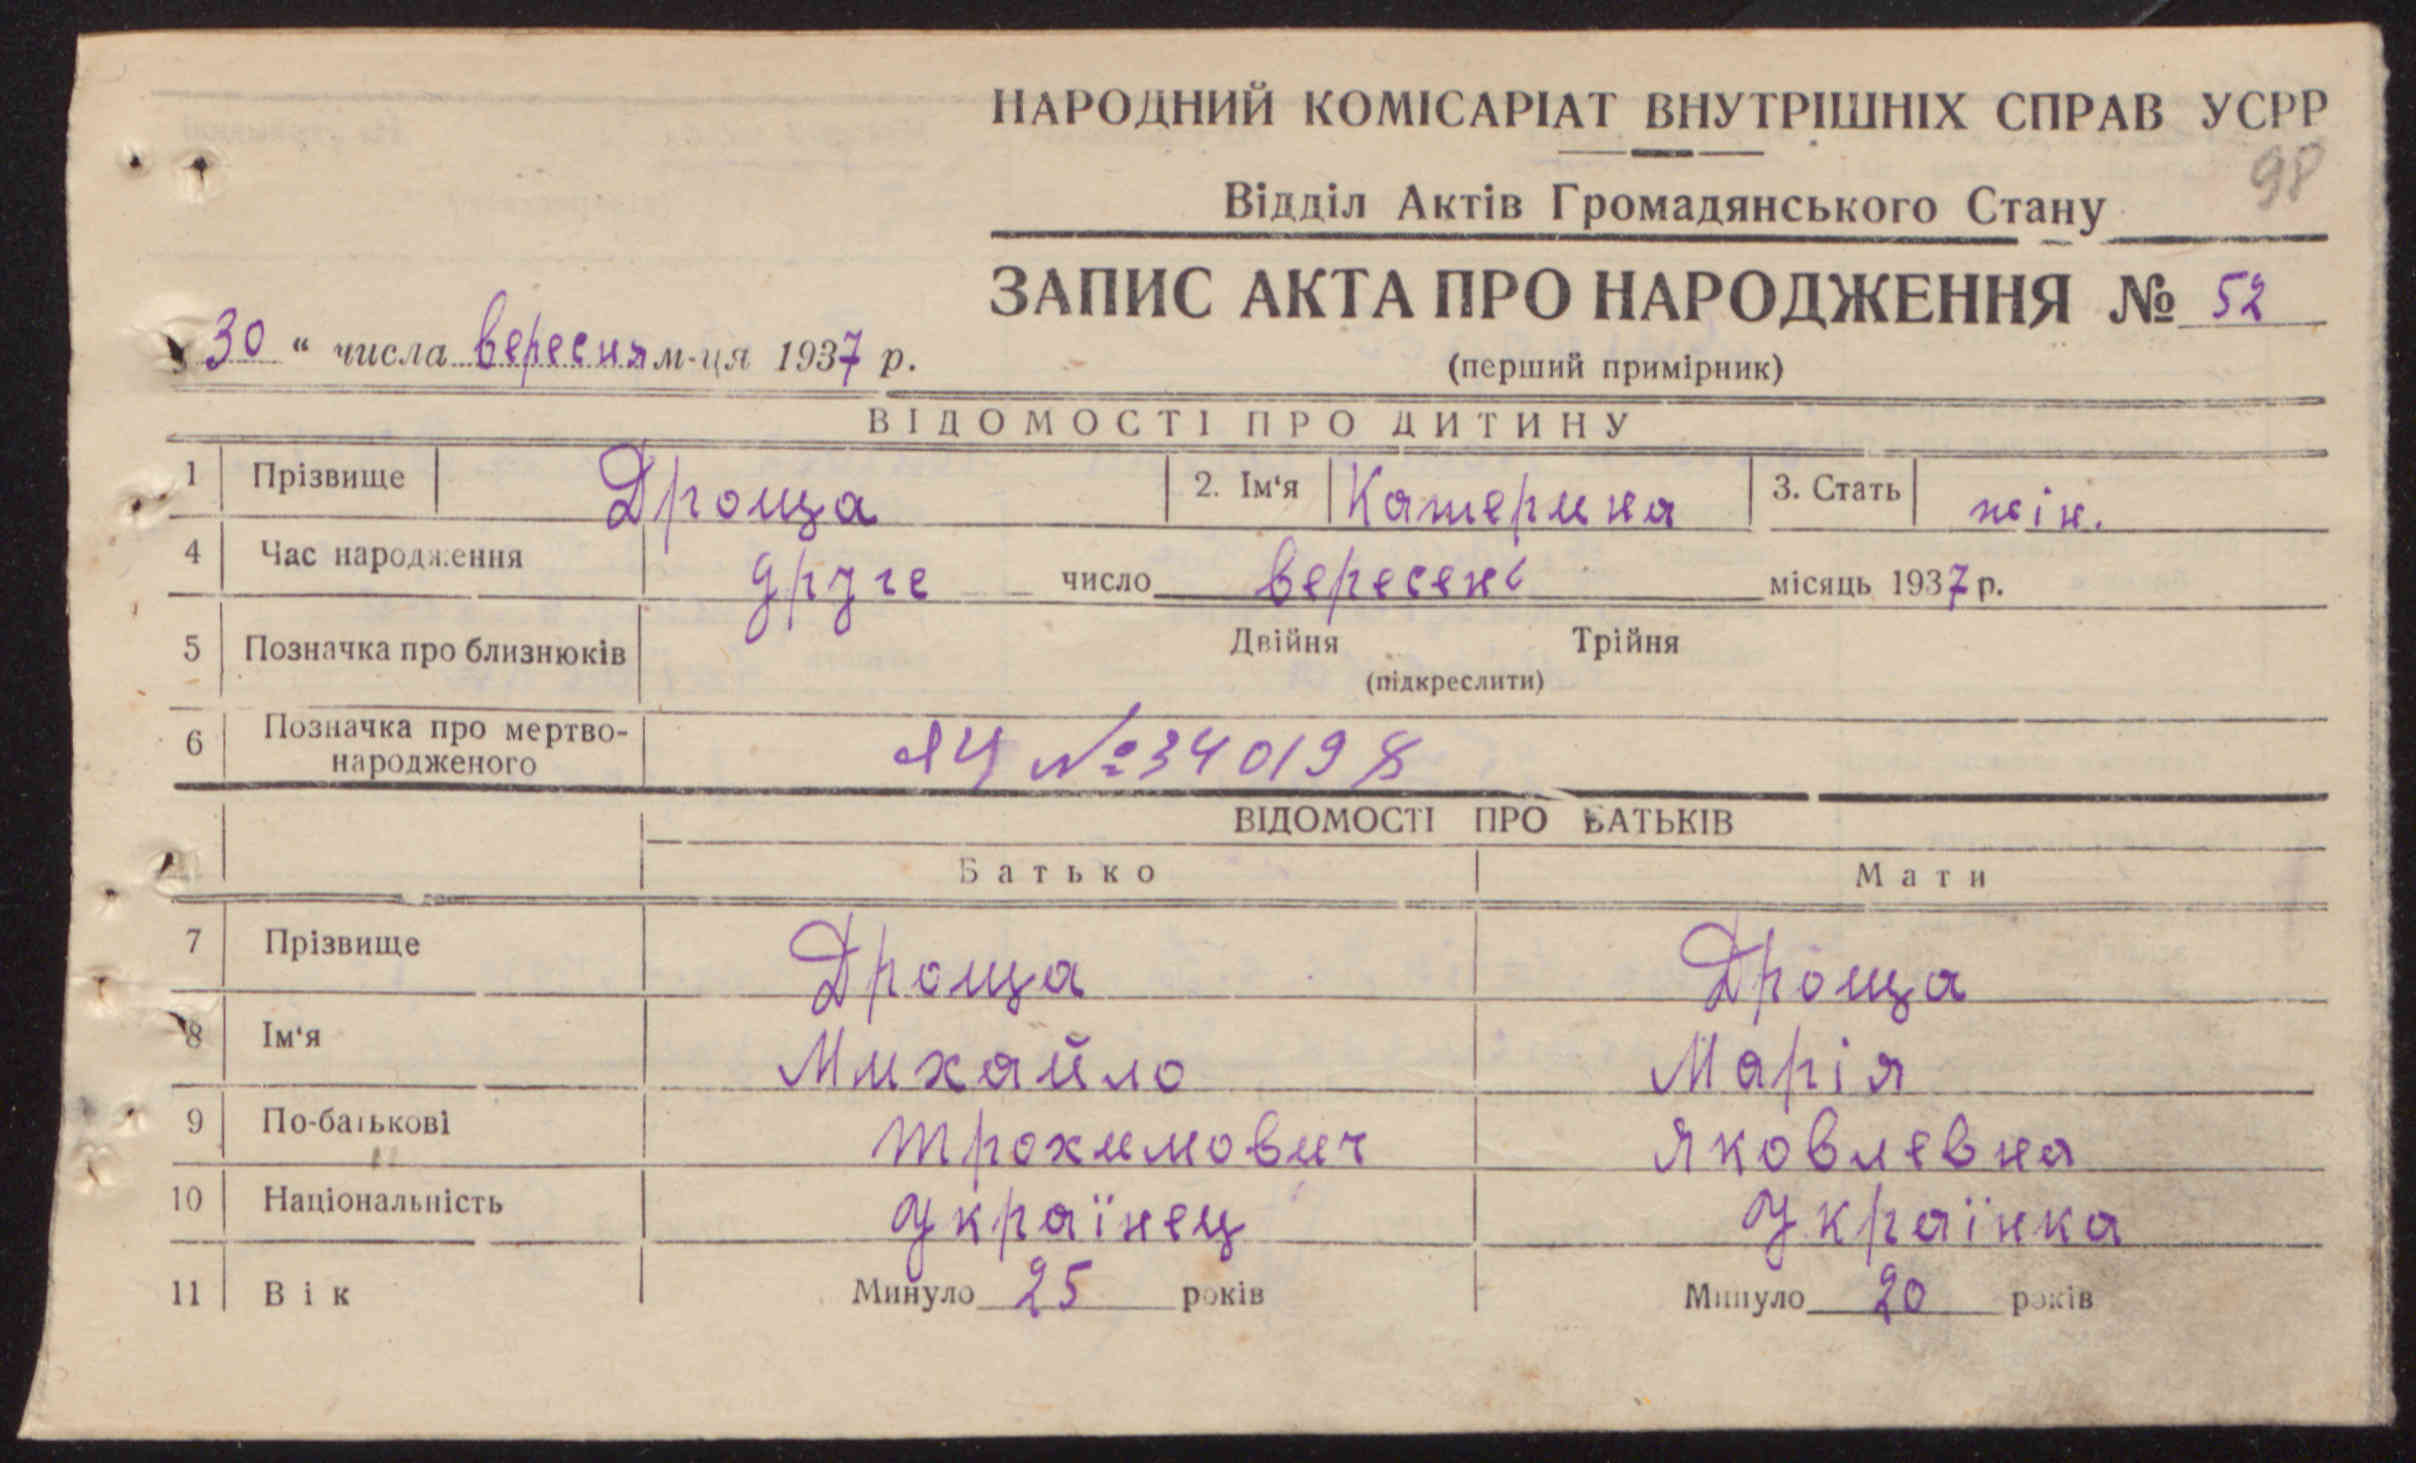 НАРОДНИЙ КОМІСАРІАТ ВНУТРІШНІХ СПРАВ УСРР
98
Відділ Актів Громадянського Стану
ЗАПИС АКТА ПРО НАРОДЖЕННЯ № 52
30 " числа вересня м-ця 1937 р.
(перший примірник)
ВІДОМОСТІ ПРО ДИТИНУ
1 Прізвище Дроща 2. Ім'я Катерина 3. Стать жін.
4 Час народження друге число вересень місяць 1937 р.
5 Позначка про близнюків Двійня Трійня
(підкреслити)
6 Позначка про мертво-
народженого №340198
ВІДОМОСТІ ПРО БАТЬКІВ
Батько Мати
7 Прізвище Дроща Дроща
8 Ім'я Михайло Марія
9 По-батькові Трохимович Яковлевна
10 Національність Українец Українка
11 Вік Минуло 25 років Минуло 20 років